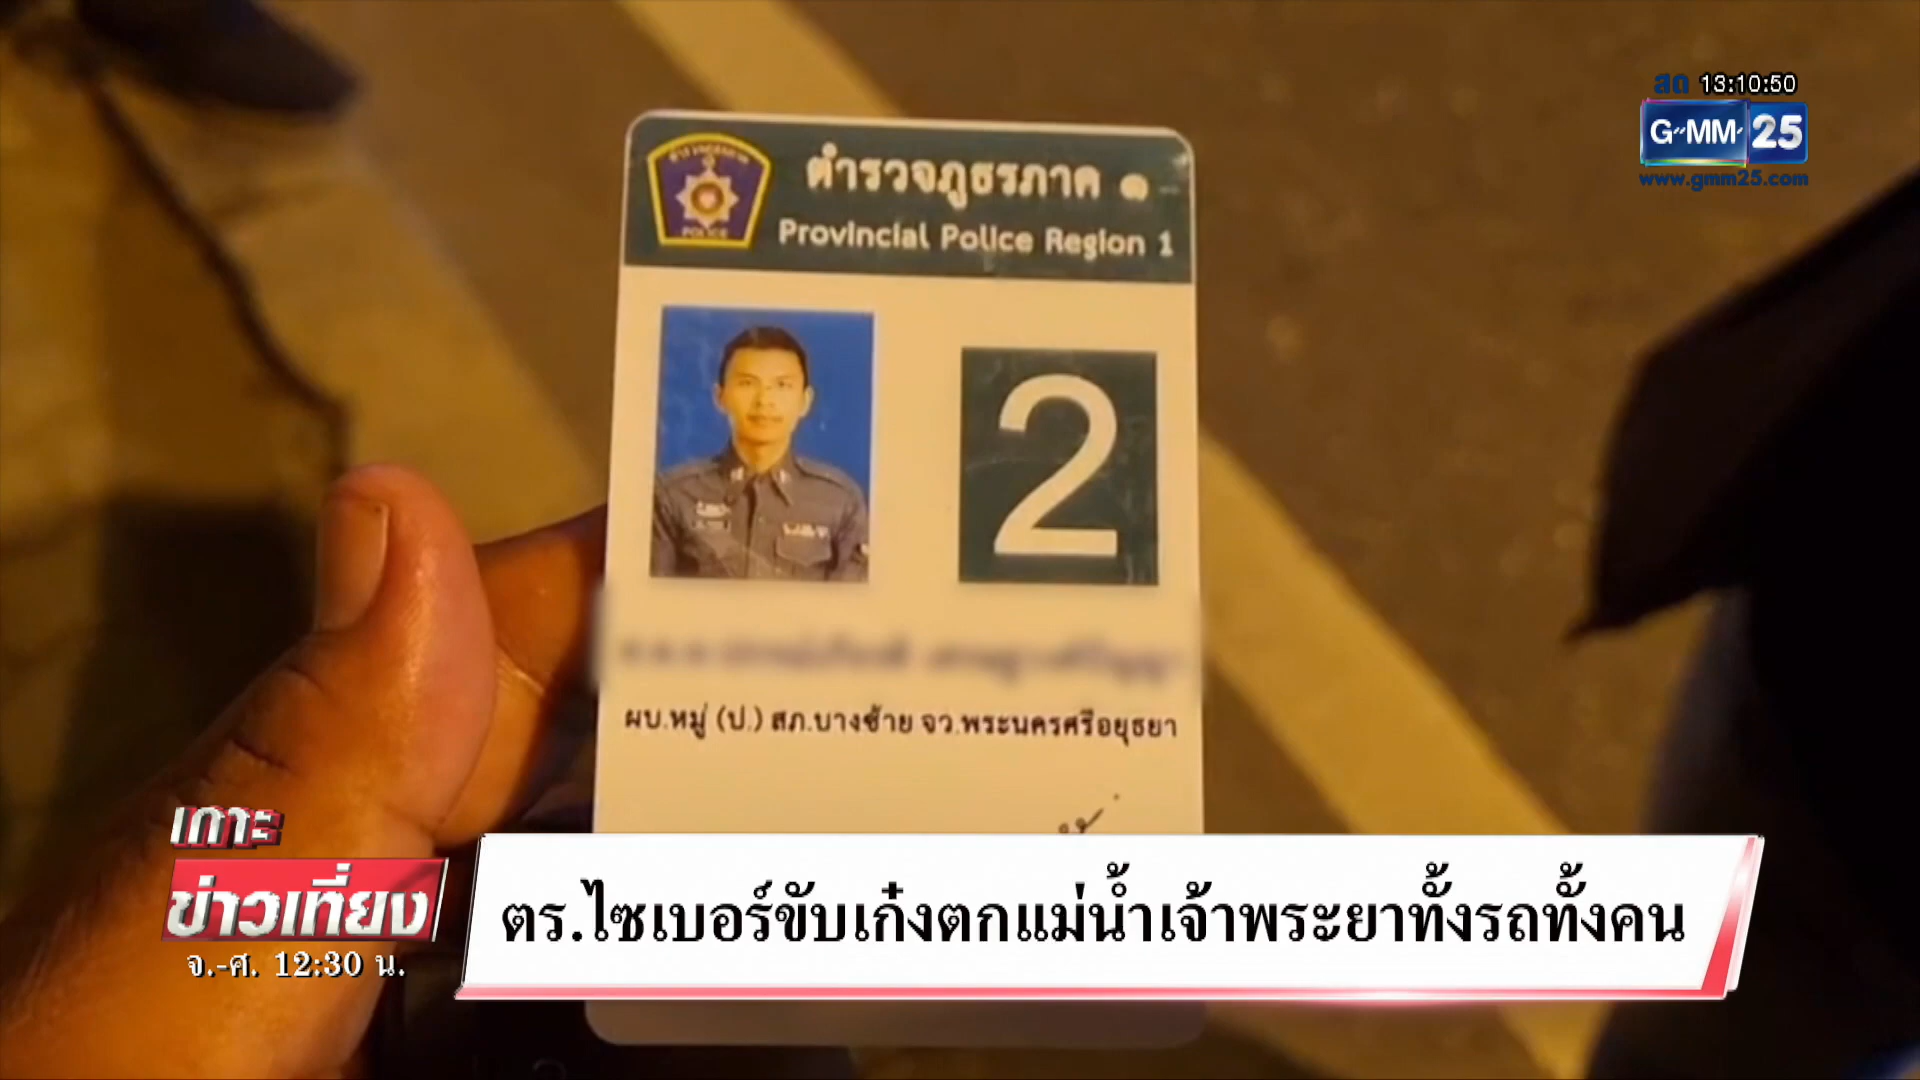 สด 13:10:50
GMM 25
www.gmm25.com
ตำรวจภูธรภาค ๑
Provincial Police Region 1
POLICE
2
ผบ.หมู่ (ป.) สภ.บางซ้าย จว.พระนครศรีอยุธยา
เกาะ
ข่าวเที่ยง
จ.-ศ. 12:30 น.
ตร.ไซเบอร์ขับเก๋งตกแม่น้ำเจ้าพระยาทั้งรถทั้งคน